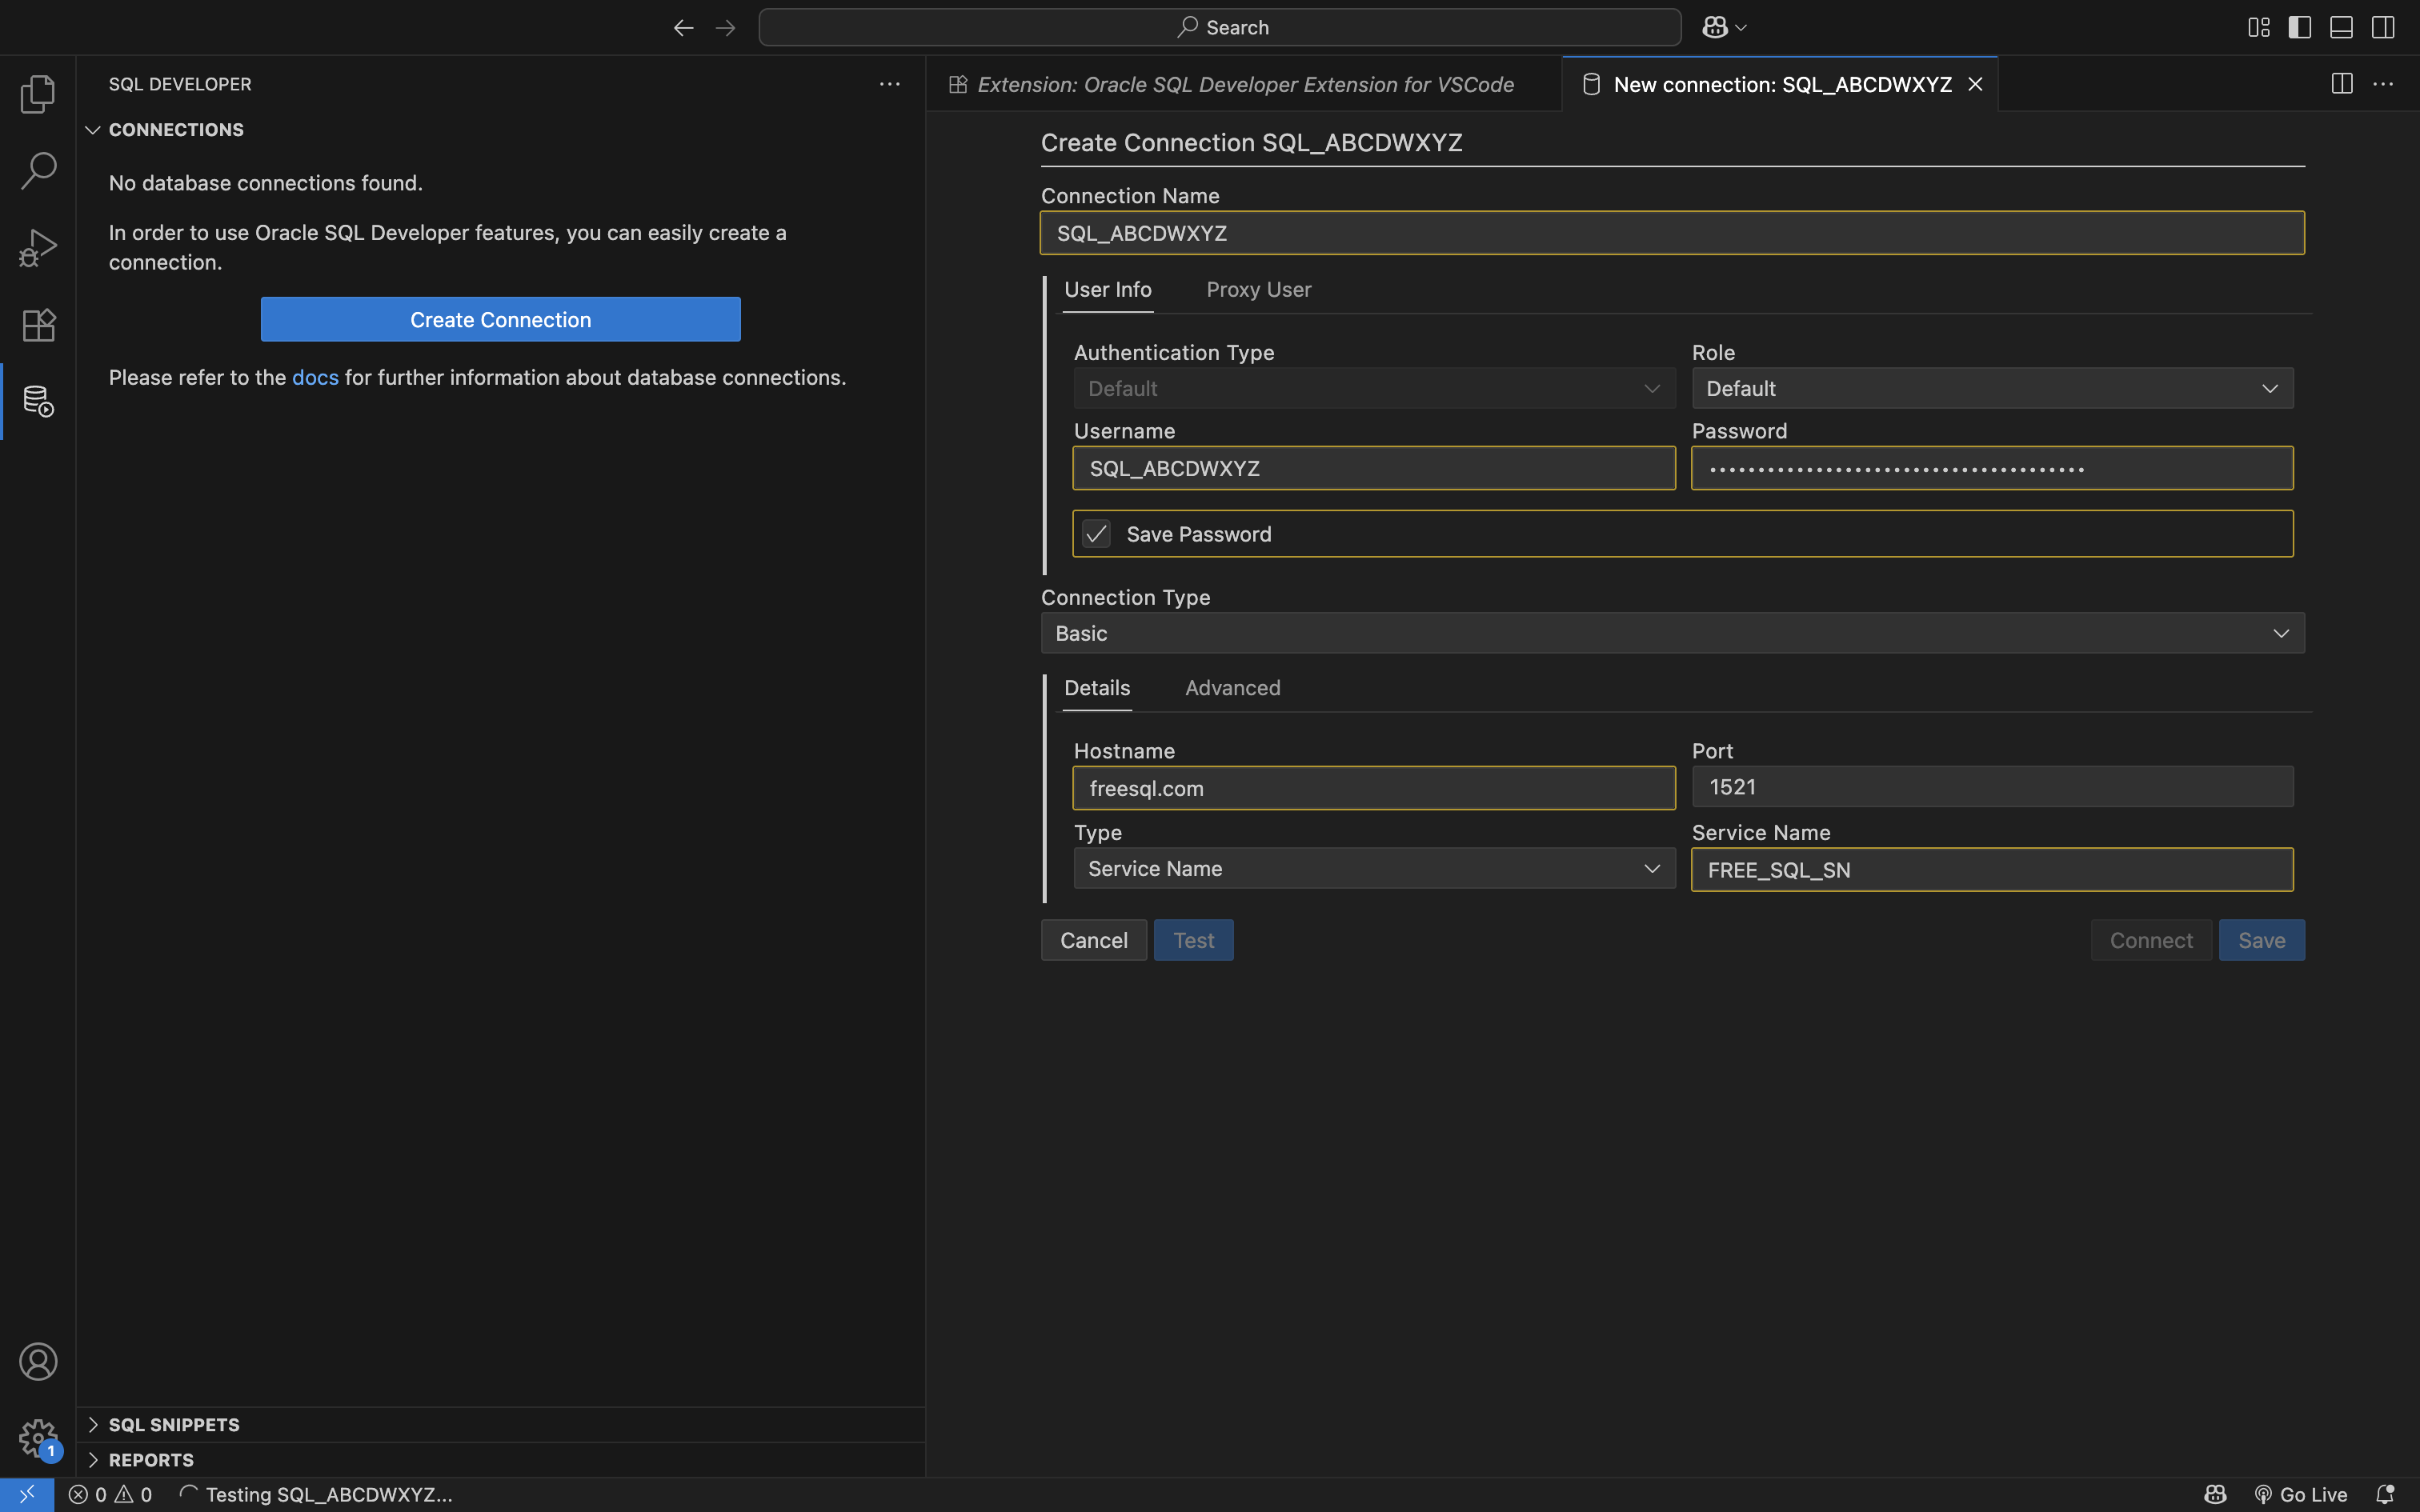 Search
SQL DEVELOPER
CONNECTIONS
No database connections found.
In order to use Oracle SQL Developer features, you can easily create a
connection.
Create Connection
Please refer to the docs for further information about database connections.
SQL SNIPPETS
REPORTS
Extension: Oracle SQL Developer Extension for VSCode
New connection: SQL_ABCDWXYZ
Create Connection SQL_ABCDWXYZ
Connection Name
SQL_ABCDWXYZ
User Info Proxy User
Authentication Type Role
Default Default
Username Password
SQL_ABCDWXYZ •••••••••••••••••••••••••••••••••••••••
Save Password
Connection Type
Basic
Details Advanced
Hostname Port
freesql.com 1521
Type Service Name
Service Name FREE_SQL_SN
Cancel Test Connect Save
1
0 0 Testing SQL_ABCDWXYZ... Go Live